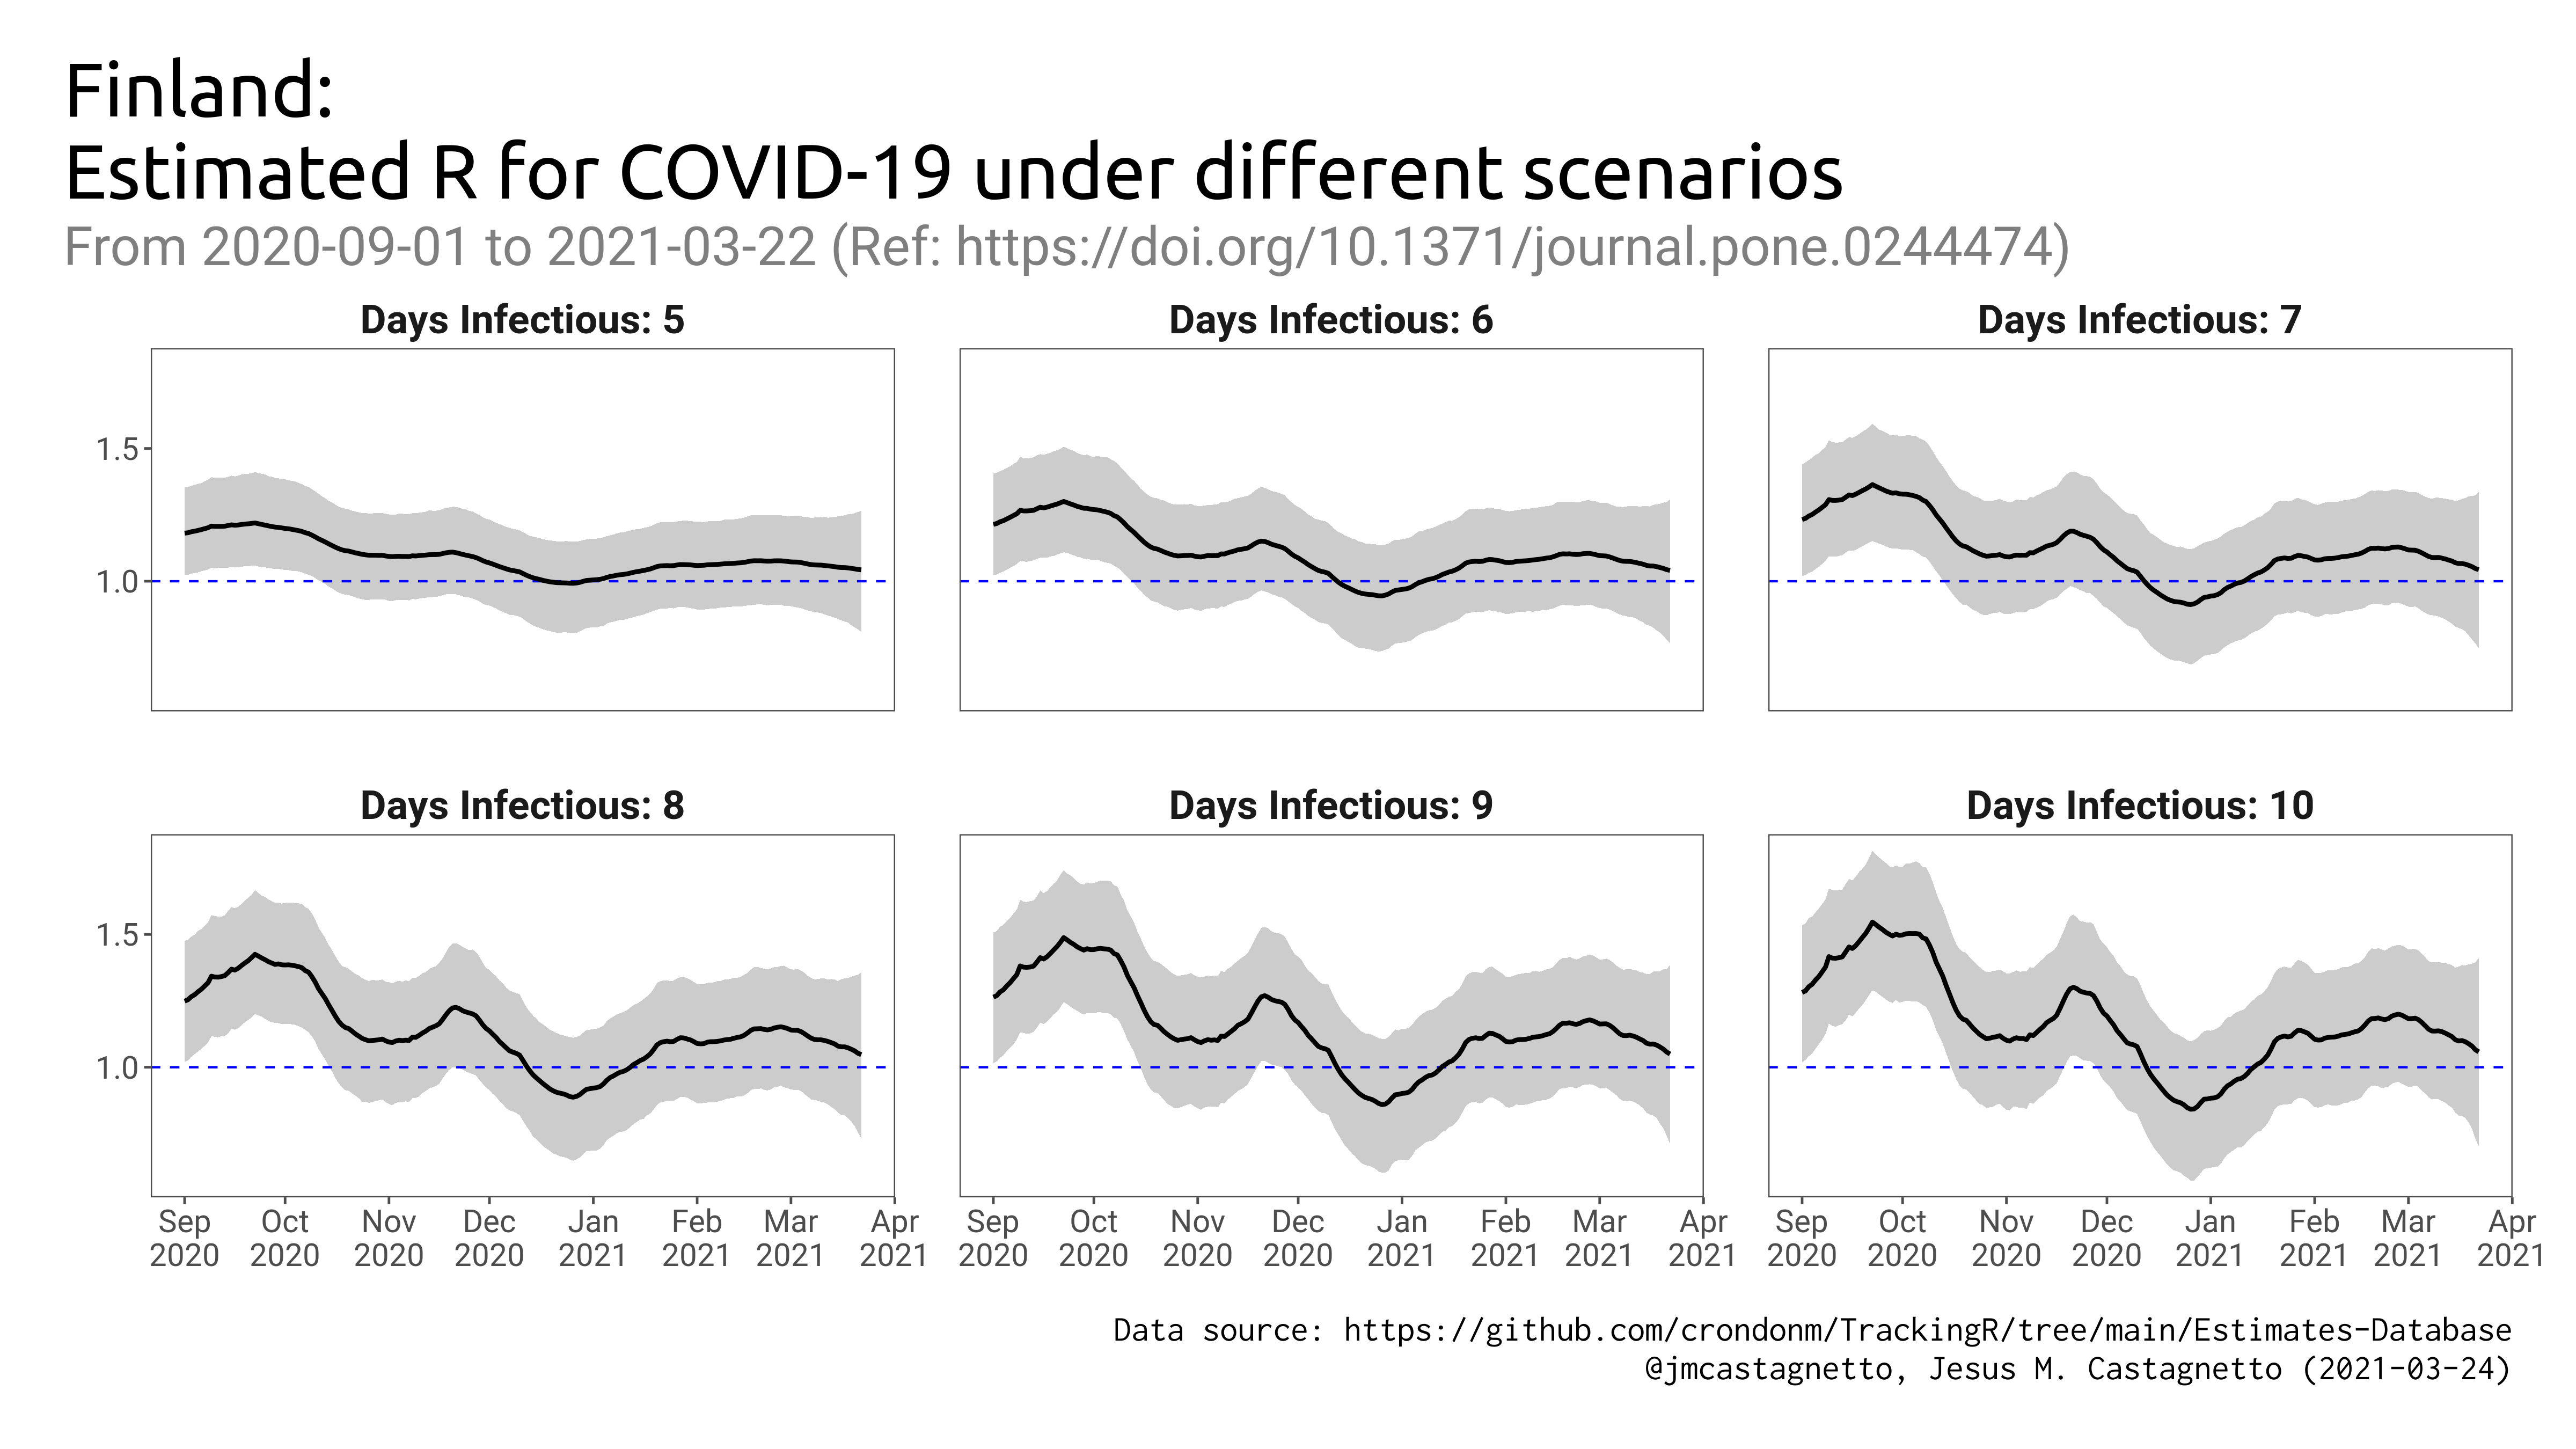 Finland:
Estimated R for COVID-19 under different scenarios
From 2020-09-01 to 2021-03-22 (Ref: https://doi.org/10.1371/journal.pone.0244474)
Days Infectious: 5
Days Infectious: 6
Days Infectious: 7
1.5
1.0
Days Infectious: 8
Days Infectious: 9
Days Infectious: 10
1.5
1.0
Sep Oct Nov Dec Jan Feb Mar Apr
2020 2020 2020 2020 2021 2021 2021 2021
Sep Oct Nov Dec Jan Feb Mar Apr
2020 2020 2020 2020 2021 2021 2021 2021
Sep Oct Nov Dec Jan Feb Mar Apr
2020 2020 2020 2020 2021 2021 2021 2021
Data source: https://github.com/crondonm/TrackingR/tree/main/Estimates-Database
@jmcastagnetto, Jesus M. Castagnetto (2021-03-24)